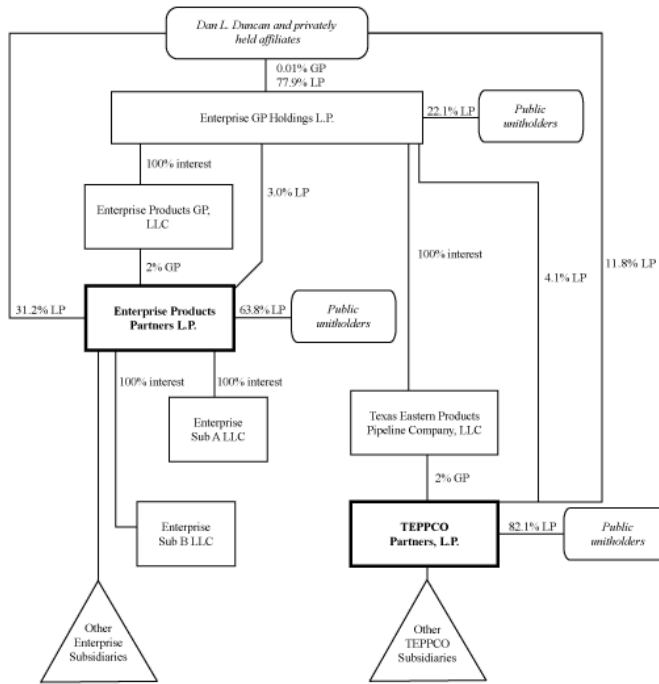 Dan L. Duncan and privately
held affiliates
0.01% GP
77.9% LP
Enterprise GP Holdings L.P.
22.1% LP
Public
unitholders
100% interest
3.0% LP
Enterprise Products GP,
LLC
100% interest
4.1% LP
11.8% LP
2% GP
31.2% LP
Enterprise Products
Partners L.P.
63.8% LP
Public
unitholders
100% interest
100% interest
Enterprise
Sub A LLC
Texas Eastern Products
Pipeline Company, LLC
2% GP
Enterprise
Sub B LLC
TEPPCO
Partners, L.P.
82.1% LP
Public
unitholders
Other
Enterprise
Subsidiaries
Other
TEPPCO
Subsidiaries